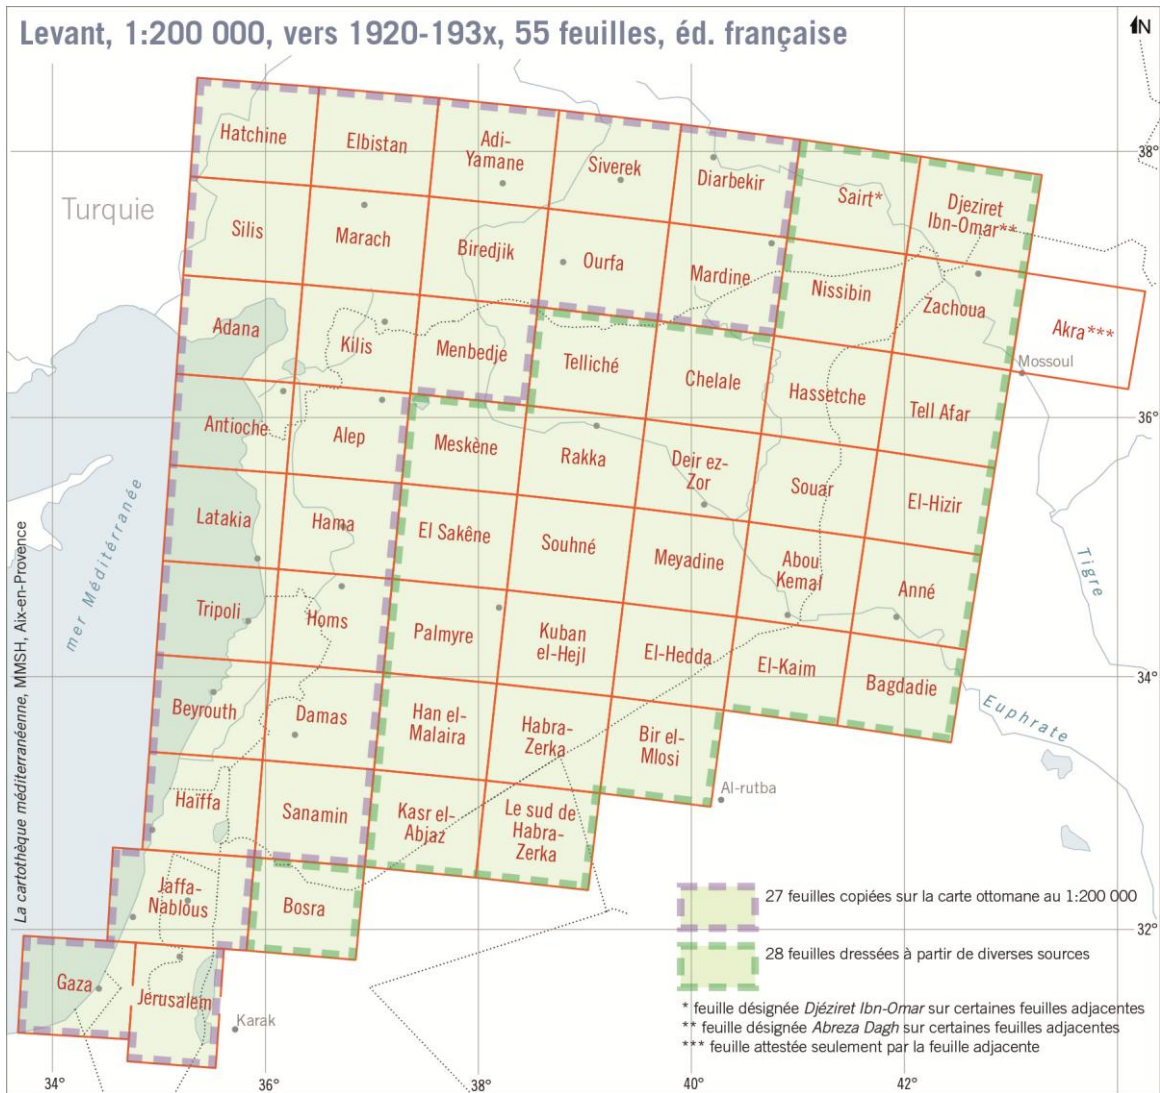 Levant, 1:200 000, vers 1920-193x, 55 feuilles, éd. française
N
Turquie
Hatchine
Elbistan
Adi-
Yamane
Siverek
Diarbekir
Sairt*
Djeziret
Ibn-Omar**
38°
Silis
Marach
Biredjik
Ourfa
Mardine
Nissibin
Zachoua
Akra***
Mossoul
Adana
Kilis
Menbedje
Telliché
Chelale
Hassetche
Tell Afar
36°
Antioche
Alep
Meskène
Rakka
Deir ez-
Zor
Souar
El-Hizir
Latakia
Hama
El Sakêne
Souhné
Meyadine
Abou
Kemal
Anné
Tigre
mer Méditérranée
Tripoli
Homs
Palmyre
Kuban
el-Hejl
El-Hedda
El-Kaim
Bagdadie
34°
Euphrate
Beyrouth
Damas
Han el-
Malaira
Habra-
Zerka
Bir el-
Mlosi
Al-rutba
Haïffa
Sanamin
Kasr el-
Abjaz
Le sud de
Habra-
Zerka
Jaffa-
Nablous
Bosra
32°
Gaza
Jérusalem
Karak
27 feuilles copiées sur la carte ottomane au 1:200 000
28 feuilles dressées à partir de diverses sources
* feuille désignée Djéziret Ibn-Omar sur certaines feuilles adjacentes
** feuille désignée Abreza Dagh sur certaines feuilles adjacentes
*** feuille attestée seulement par la feuille adjacente
34°
36°
38°
40°
42°
La cartothèque méditerranéenne, MMSH, Aix-en-Provence